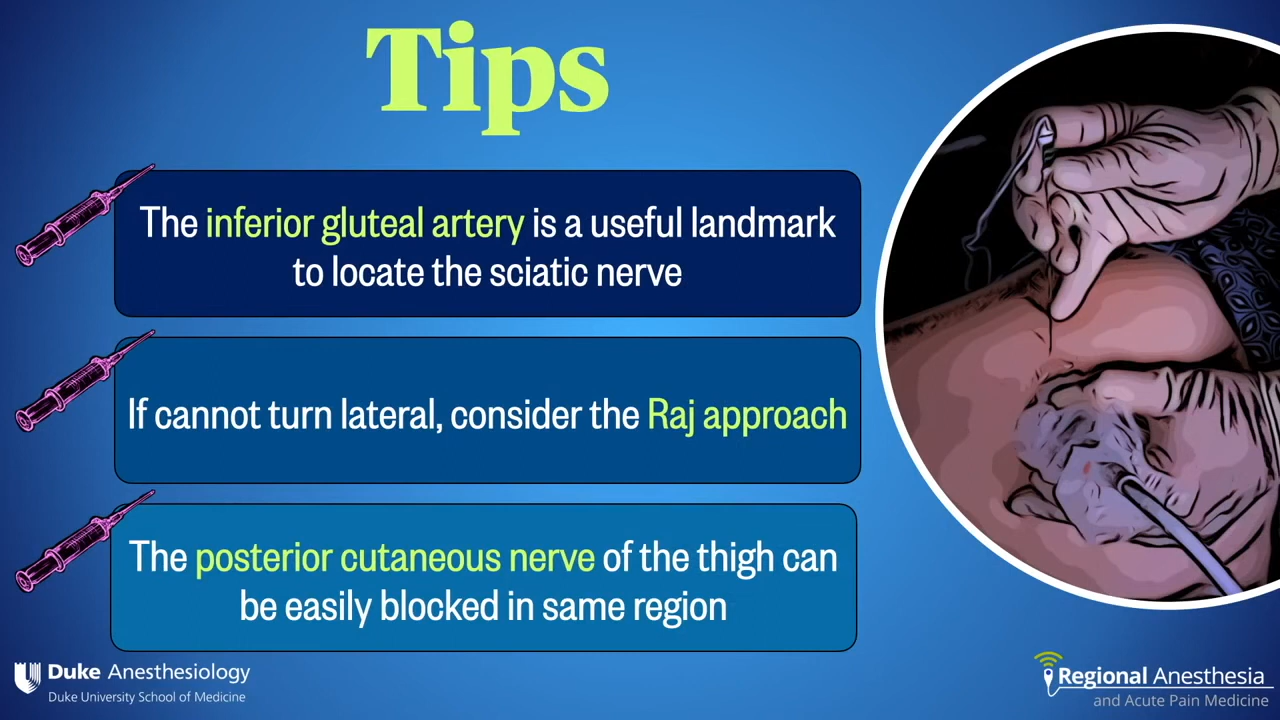 Tips
The inferior gluteal artery is a useful landmark
to locate the sciatic nerve
If cannot turn lateral, consider the Raj approach
The posterior cutaneous nerve of the thigh can
be easily blocked in same region
Duke Anesthesiology
Duke University School of Medicine
Regional Anesthesia
and Acute Pain Medicine